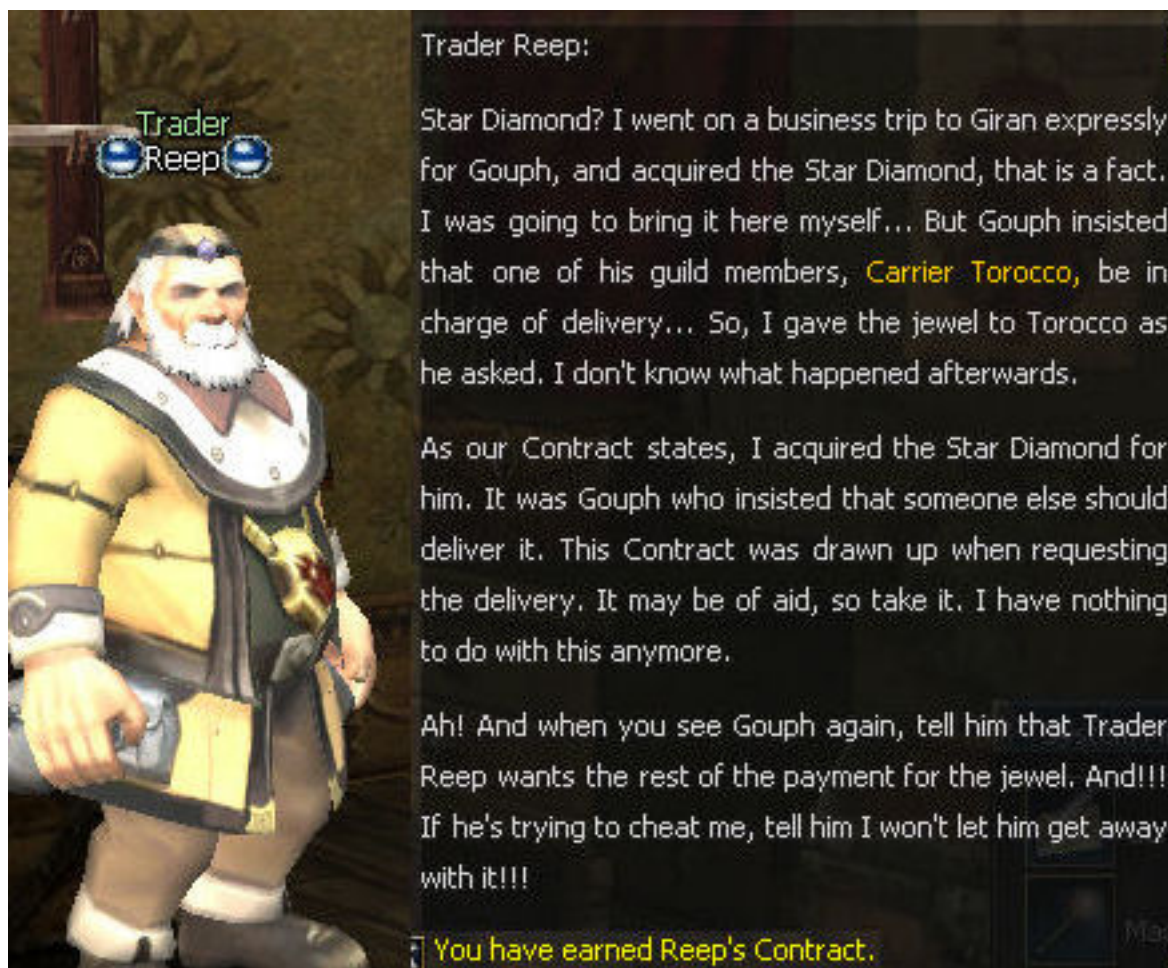 Trader
Reep
Trader Reep:
Star Diamond? I went on a business trip to Giran expressly
for Gouph, and acquired the Star Diamond, that is a fact.
I was going to bring it here myself... But Gouph insisted
that one of his guild members, Carrier Torocco, be in
charge of delivery... So, I gave the jewel to Torocco as
he asked. I don't know what happened afterwards.
As our Contract states, I acquired the Star Diamond for
him. It was Gouph who insisted that someone else should
deliver it. This Contract was drawn up when requesting
the delivery. It may be of aid, so take it. I have nothing
to do with this anymore.
Ah! And when you see Gouph again, tell him that Trader
Reep wants the rest of the payment for the jewel. And!!!
If he's trying to cheat me, tell him I won't let him get away
with it!!!
You have earned Reep's Contract.